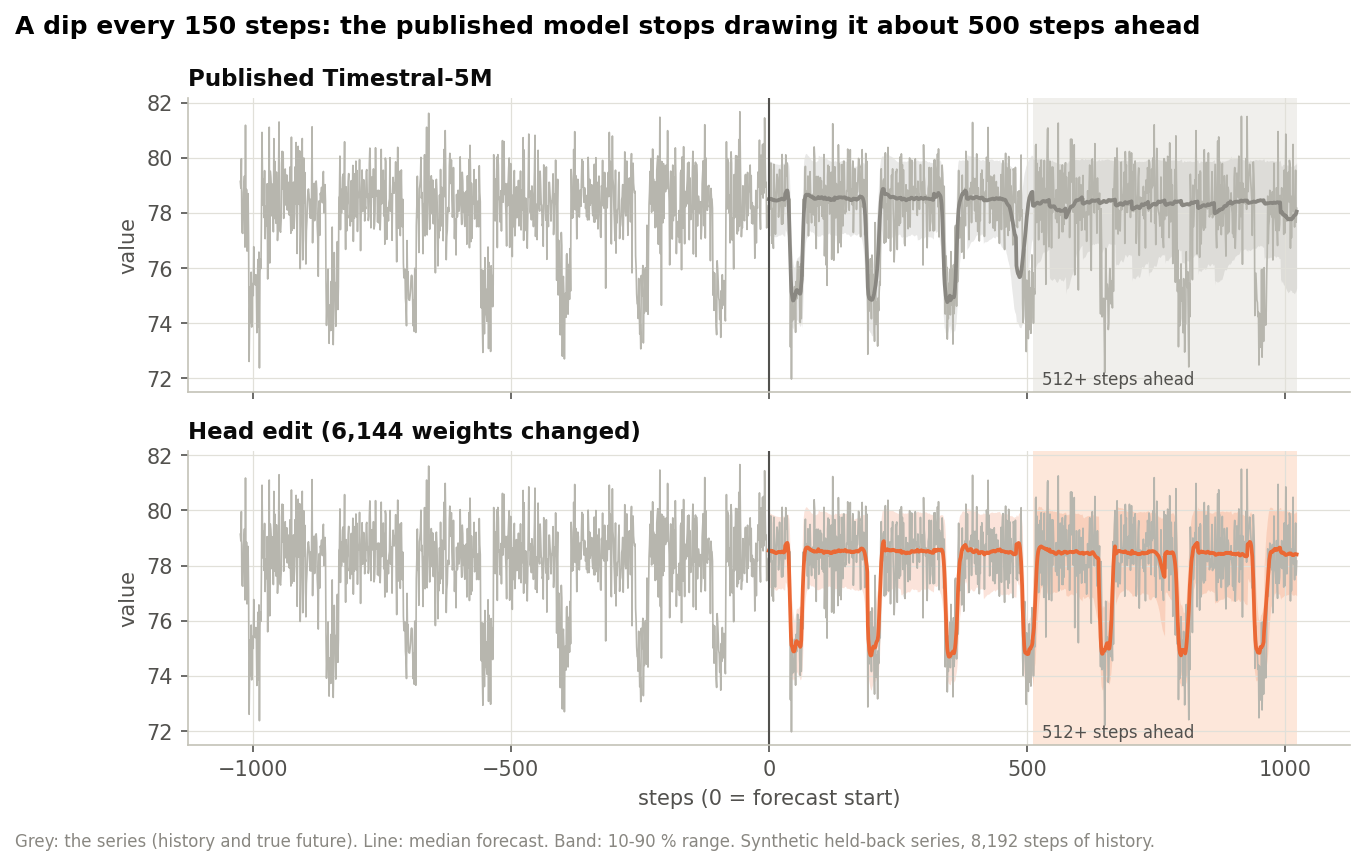 A dip every 150 steps: the published model stops drawing it about 500 steps ahead
Published Timestral-5M
82
80
78
76
74
72
value
512+ steps ahead
Head edit (6,144 weights changed)
82
80
78
76
74
72
value
512+ steps ahead
−1000
−500
0
500
1000
steps (0 = forecast start)
Grey: the series (history and true future). Line: median forecast. Band: 10-90 % range. Synthetic held-back series, 8,192 steps of history.